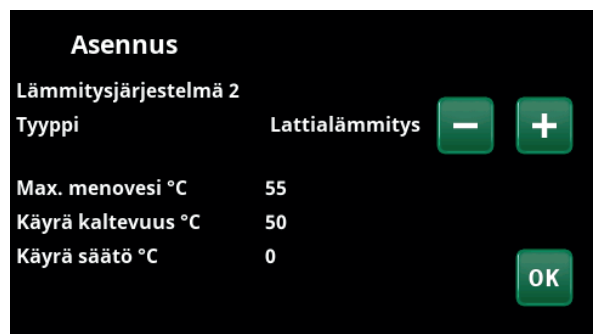 Asennus
Lämmitysjärjestelmä 2
Tyyppi Lattialämmitys − +
Max. menovesi °C 55
Käyrä kaltevuus °C 50
Käyrä säätö °C 0
OK